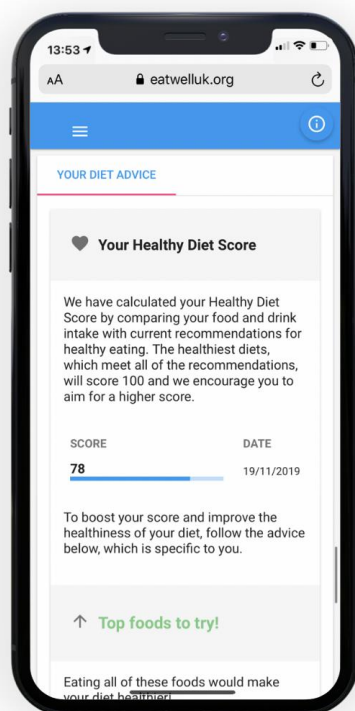 13:53
AA eatwelluk.org
YOUR DIET ADVICE
Your Healthy Diet Score
We have calculated your Healthy Diet
Score by comparing your food and drink
intake with current recommendations for
healthy eating. The healthiest diets,
which meet all of the recommendations,
will score 100 and we encourage you to
aim for a higher score.
SCORE DATE
78 19/11/2019
To boost your score and improve the
healthiness of your diet, follow the advice
below, which is specific to you.
Top foods to try!
Eating all of these foods would make
your diet healthier!